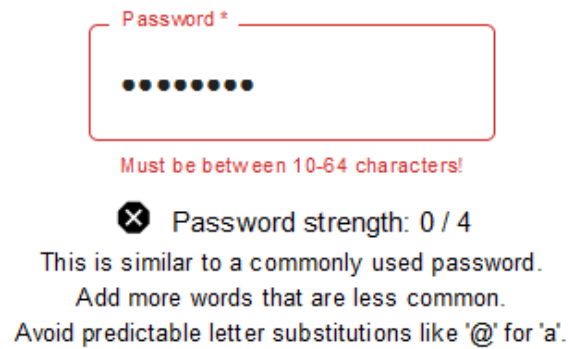 Password *
••••••••
Must be between 10-64 characters!
Password strength: 0 / 4
This is similar to a commonly used password.
Add more words that are less common.
Avoid predictable letter substitutions like '@' for 'a'.